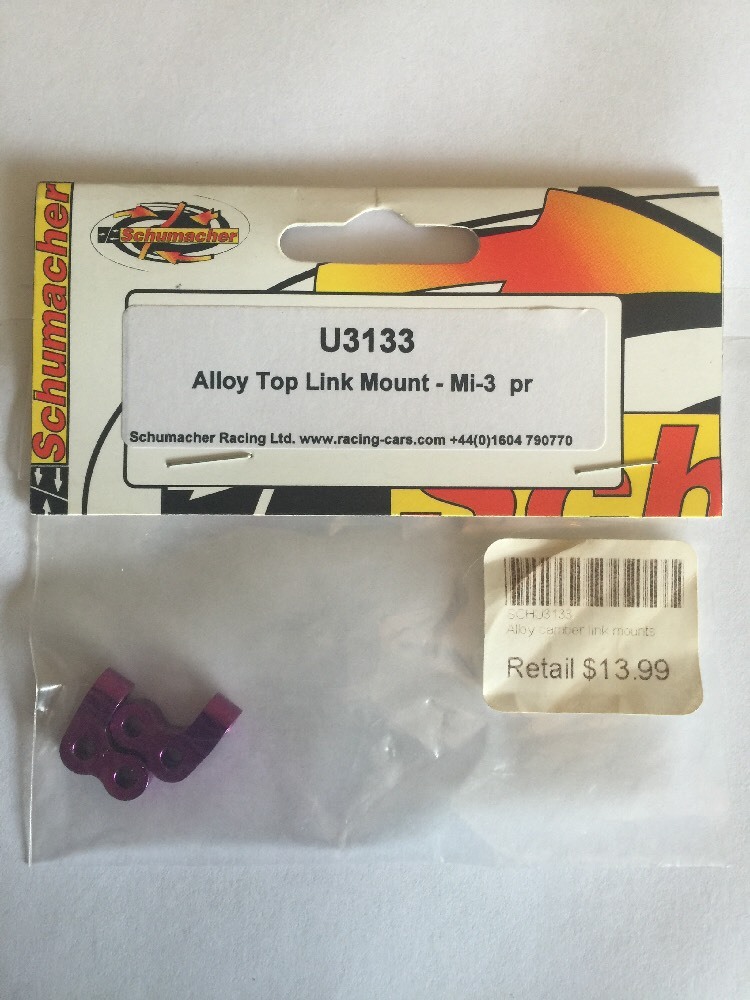 Schumacher
Schumacher
U3133
Alloy Top Link Mount - Mi-3 pr
Schumacher Racing Ltd. www.racing-cars.com +44(0)1604 790770
Sch
SCHU3133
Alloy camber link mounts
Retail $13.99